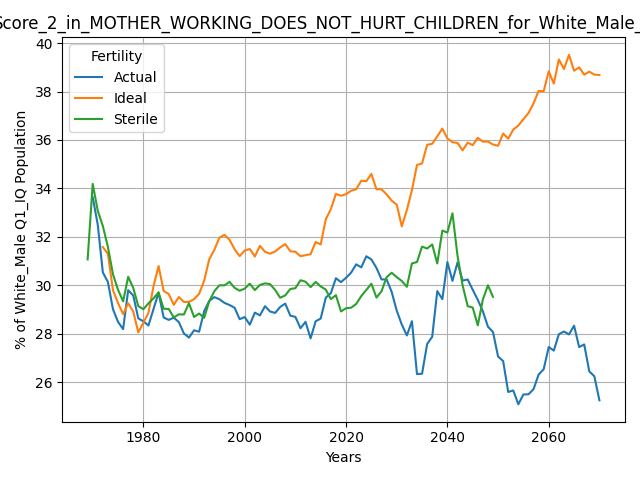 Score_2_in_MOTHER_WORKING_DOES_NOT_HURT_CHILDREN_for_White_Male_
Fertility
Actual
Ideal
Sterile
% of White_Male Q1_IQ Population
40
38
36
34
32
30
28
26
1980
2000
2020
2040
2060
Years